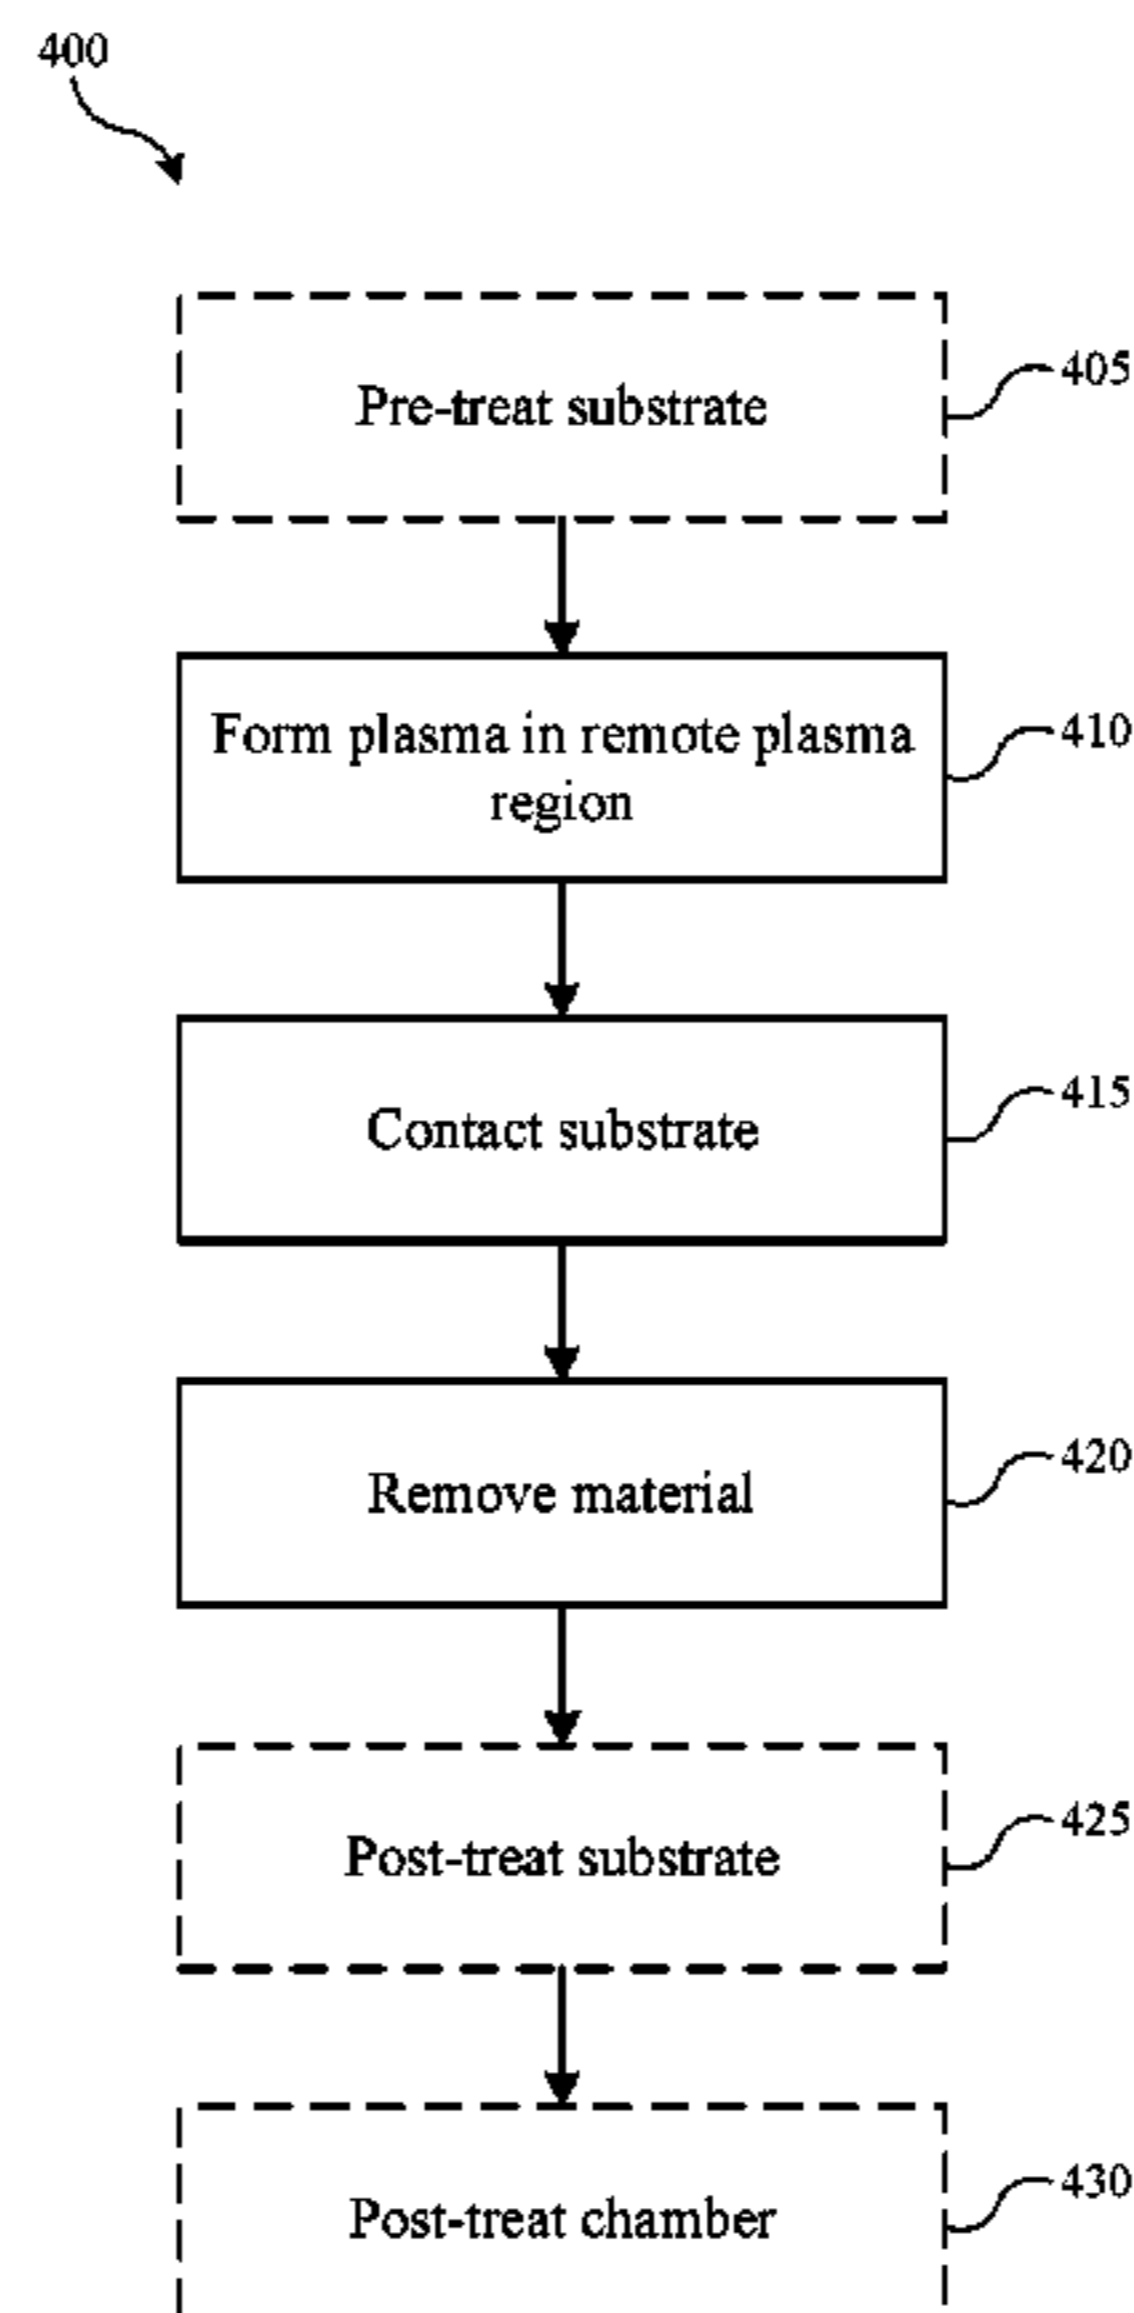 400
Pre-treat substrate
405
Form plasma in remote plasma
region
410
Contact substrate
415
Remove material
420
Post-treat substrate
425
Post-treat chamber
430